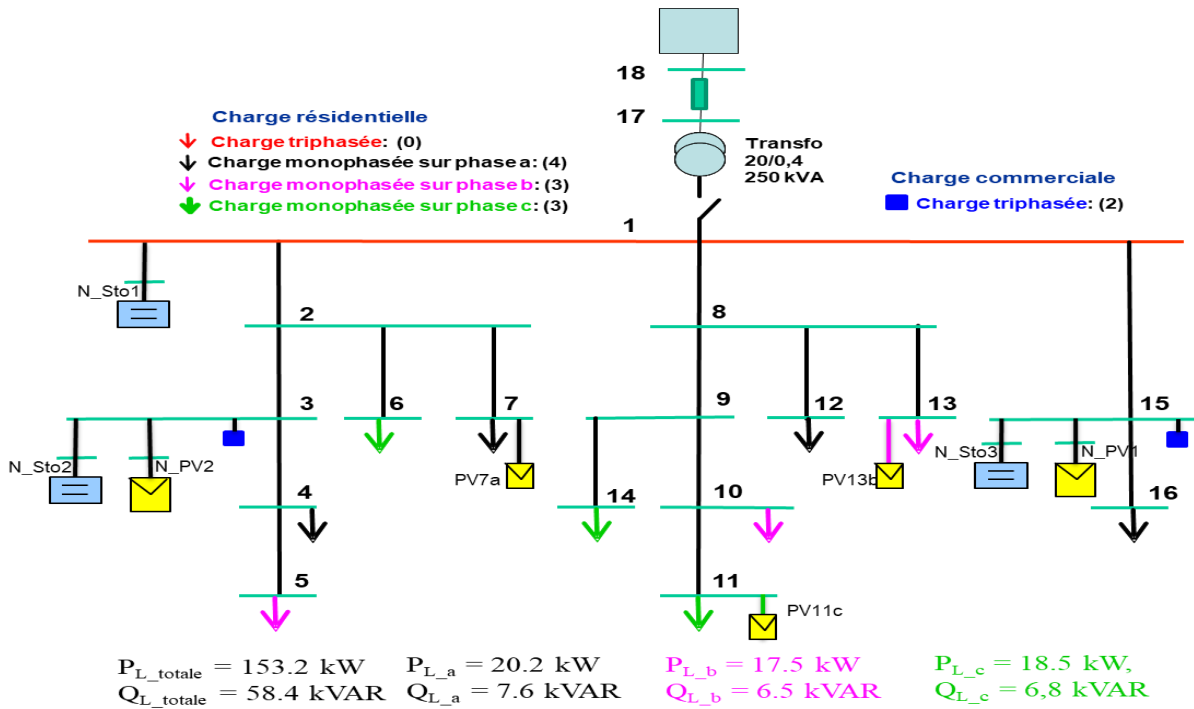 18
17
Transfo
20/0,4
250 kVA
Charge résidentielle
Charge triphasée: (0)
Charge monophasée sur phase a: (4)
Charge monophasée sur phase b: (3)
Charge monophasée sur phase c: (3)
Charge commerciale
Charge triphasée: (2)
1
N_Sto1
2
8
3
6
7
9
12
13
15
N_Sto2
N_PV2
PV7a
PV13b
N_Sto3
N_PV1
4
14
10
16
5
11
PV11c
P_L_totale = 153.2 kW
Q_L_totale = 58.4 kVAR
P_L_a = 20.2 kW
Q_L_a = 7.6 kVAR
P_L_b = 17.5 kW
Q_L_b = 6.5 kVAR
P_L_c = 18.5 kW,
Q_L_c = 6,8 kVAR